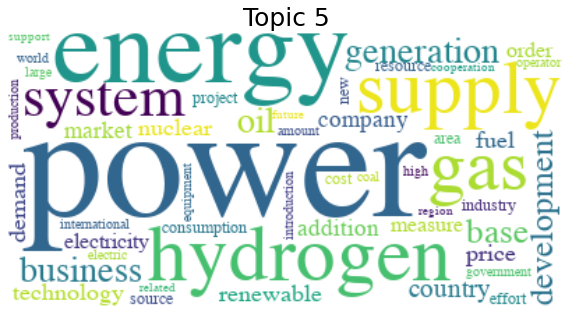 Topic 5
support
world
large
energy
generation
order
resource
cooperation
operator
production
system
project
new
supply
market
nuclear
oil
future
amount
company
area
fuel
power
gas
demand
equipment
introduction
cost
coal
high
region
industry
development
international
consumption
electricity
electric
addition
measure
base
business
hydrogen
price
government
technology
related
source
renewable
country
effort